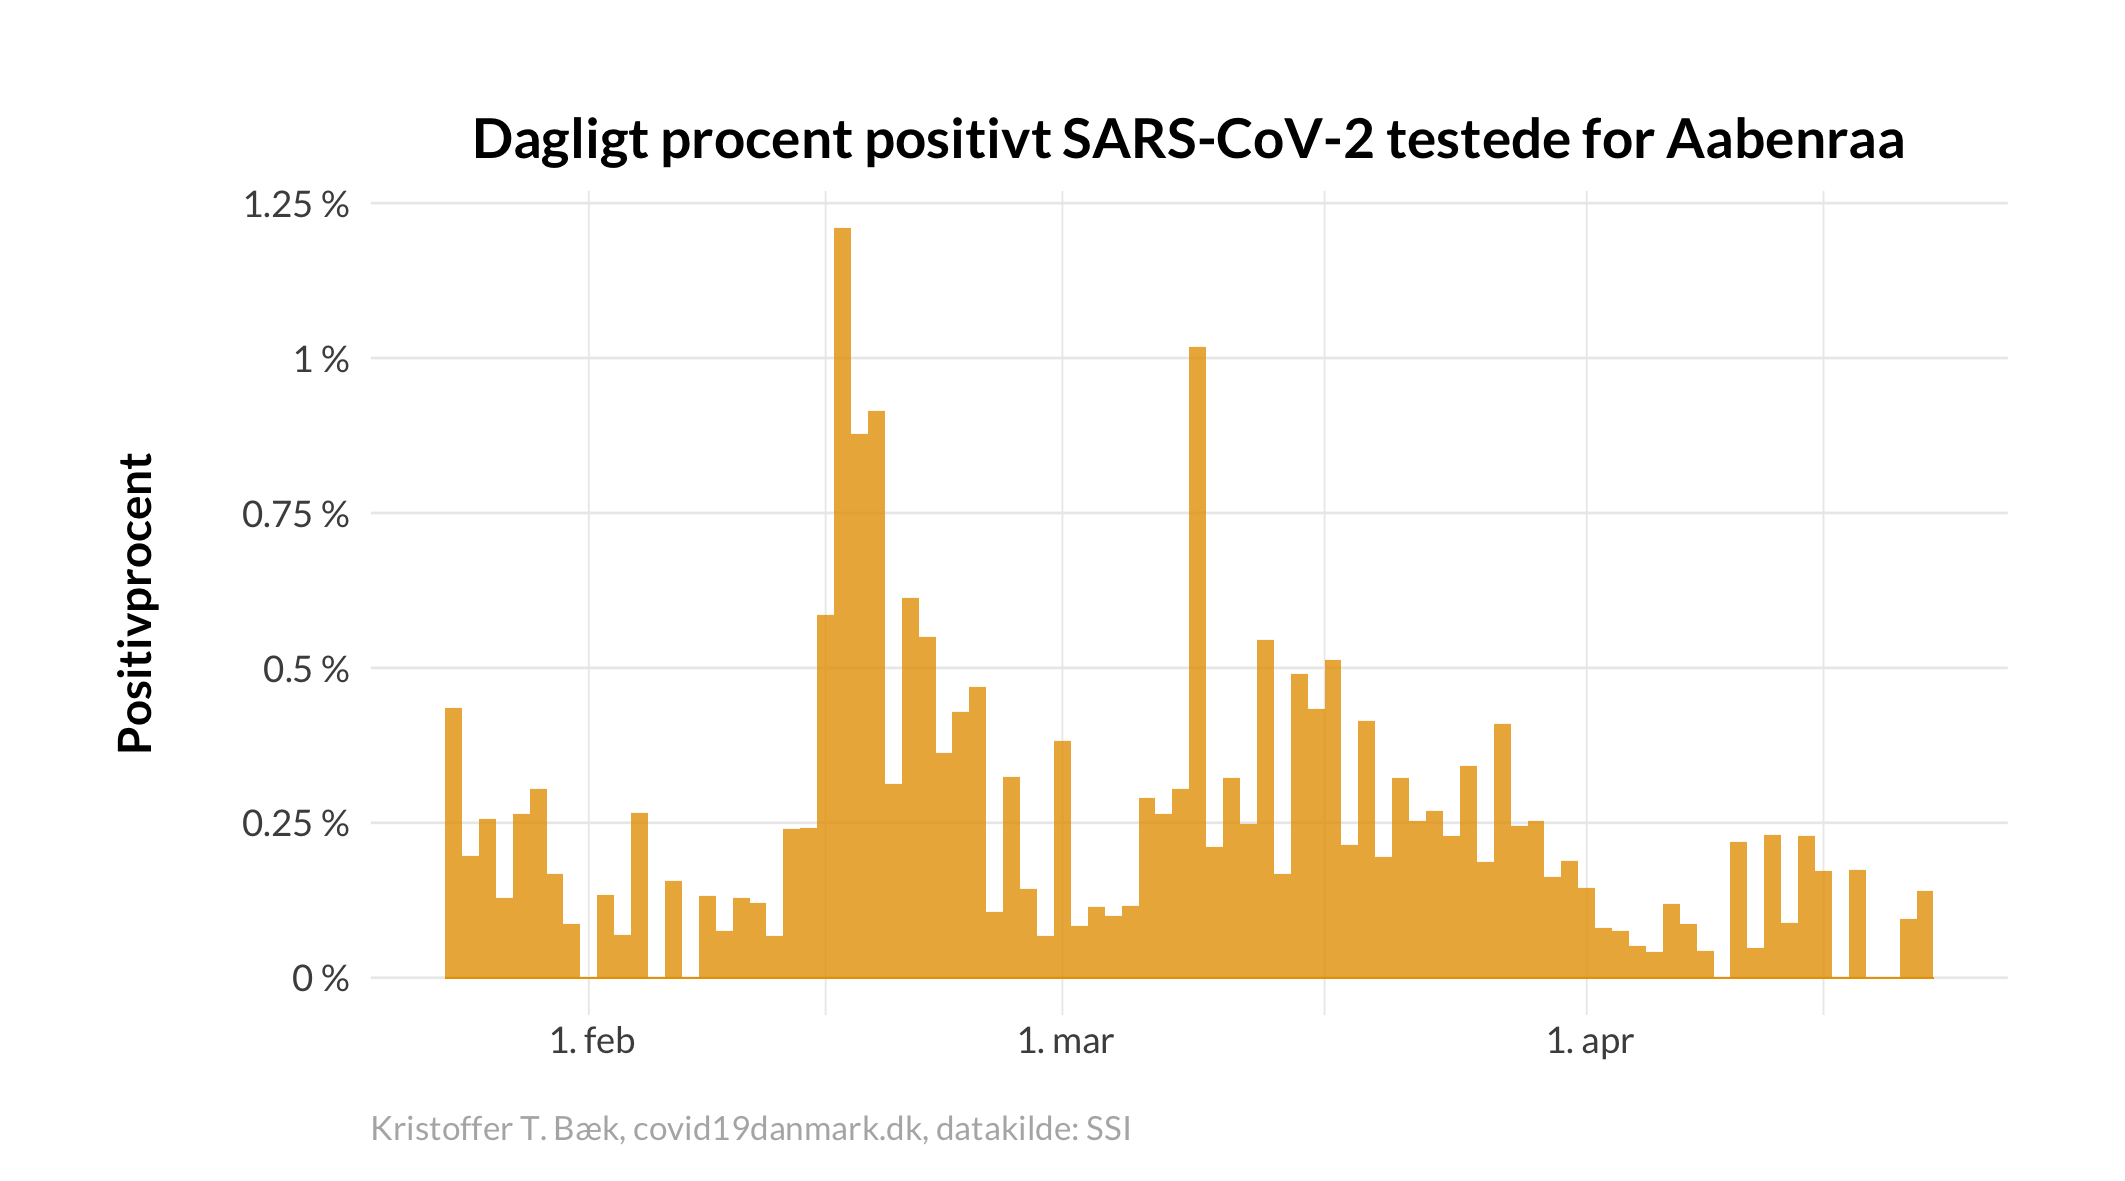 Dagligt procent positivt SARS-CoV-2 testede for Aabenraa
Positivprocent
1.25 %
1 %
0.75 %
0.5 %
0.25 %
0 %
1. feb
1. mar
1. apr
Kristoffer T. Bæk, covid19danmark.dk, datakilde: SSI